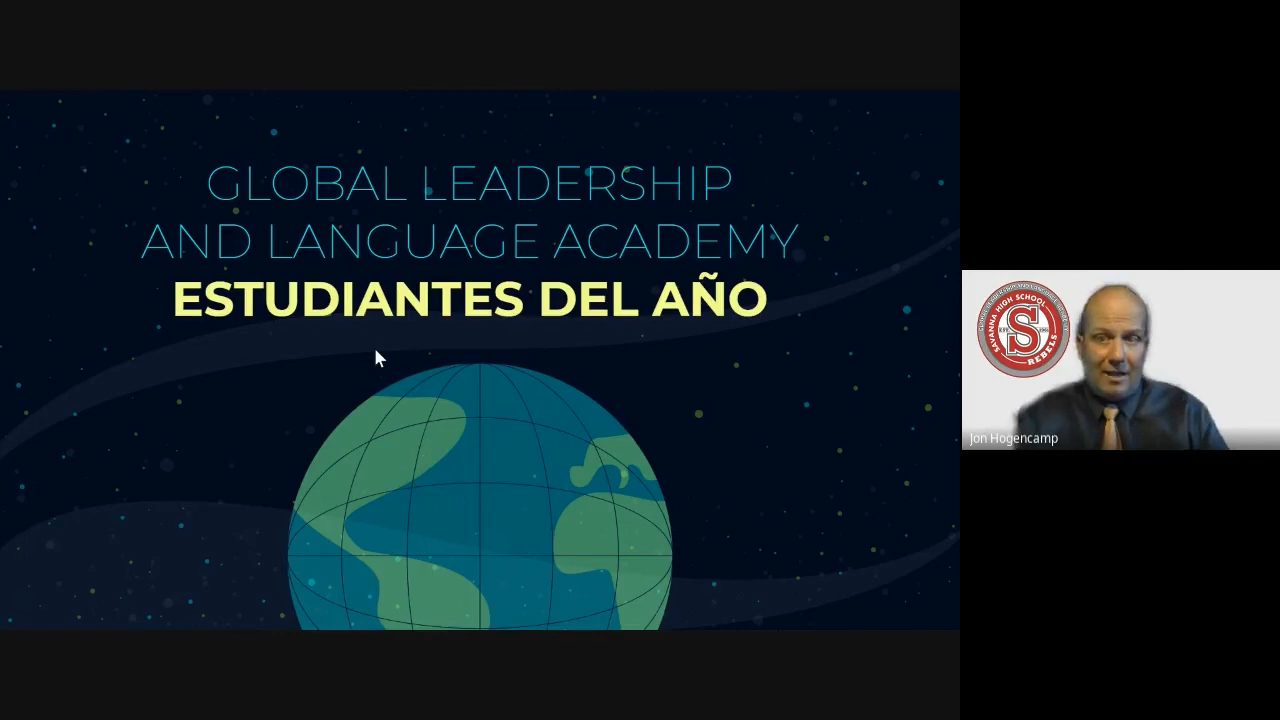 GLOBAL LEADERSHIP
AND LANGUAGE ACADEMY
ESTUDIANTES DEL AÑO
SAVANNA HIGH SCHOOL
S
REBELS
Jon Hogencamp